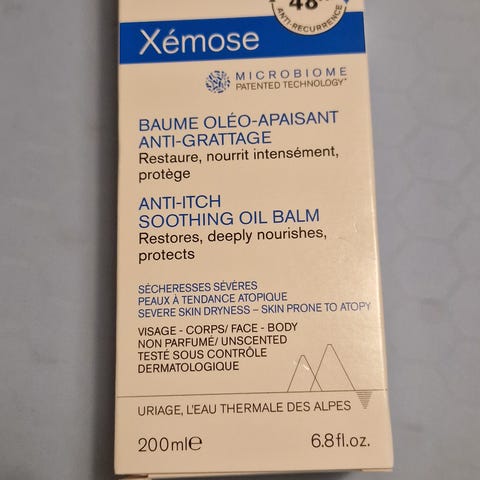 48
ANTI-RECURRENCE
Xémose
MICROBIOME
PATENTED TECHNOLOGY*
BAUME OLÉO-APAISANT
ANTI-GRATTAGE
Restaure, nourrit intensément,
protège
ANTI-ITCH
SOOTHING OIL BALM
Restores, deeply nourishes,
protects
SÉCHERESSES SÉVÈRES
PEAUX À TENDANCE ATOPIQUE
SEVERE SKIN DRYNESS – SKIN PRONE TO ATOPY
VISAGE - CORPS/ FACE - BODY
NON PARFUMÉ/ UNSCENTED
TESTÉ SOUS CONTRÔLE
DERMATOLOGIQUE
URIAGE, L'EAU THERMALE DES ALPES
200ml℮ 6.8fl.oz.